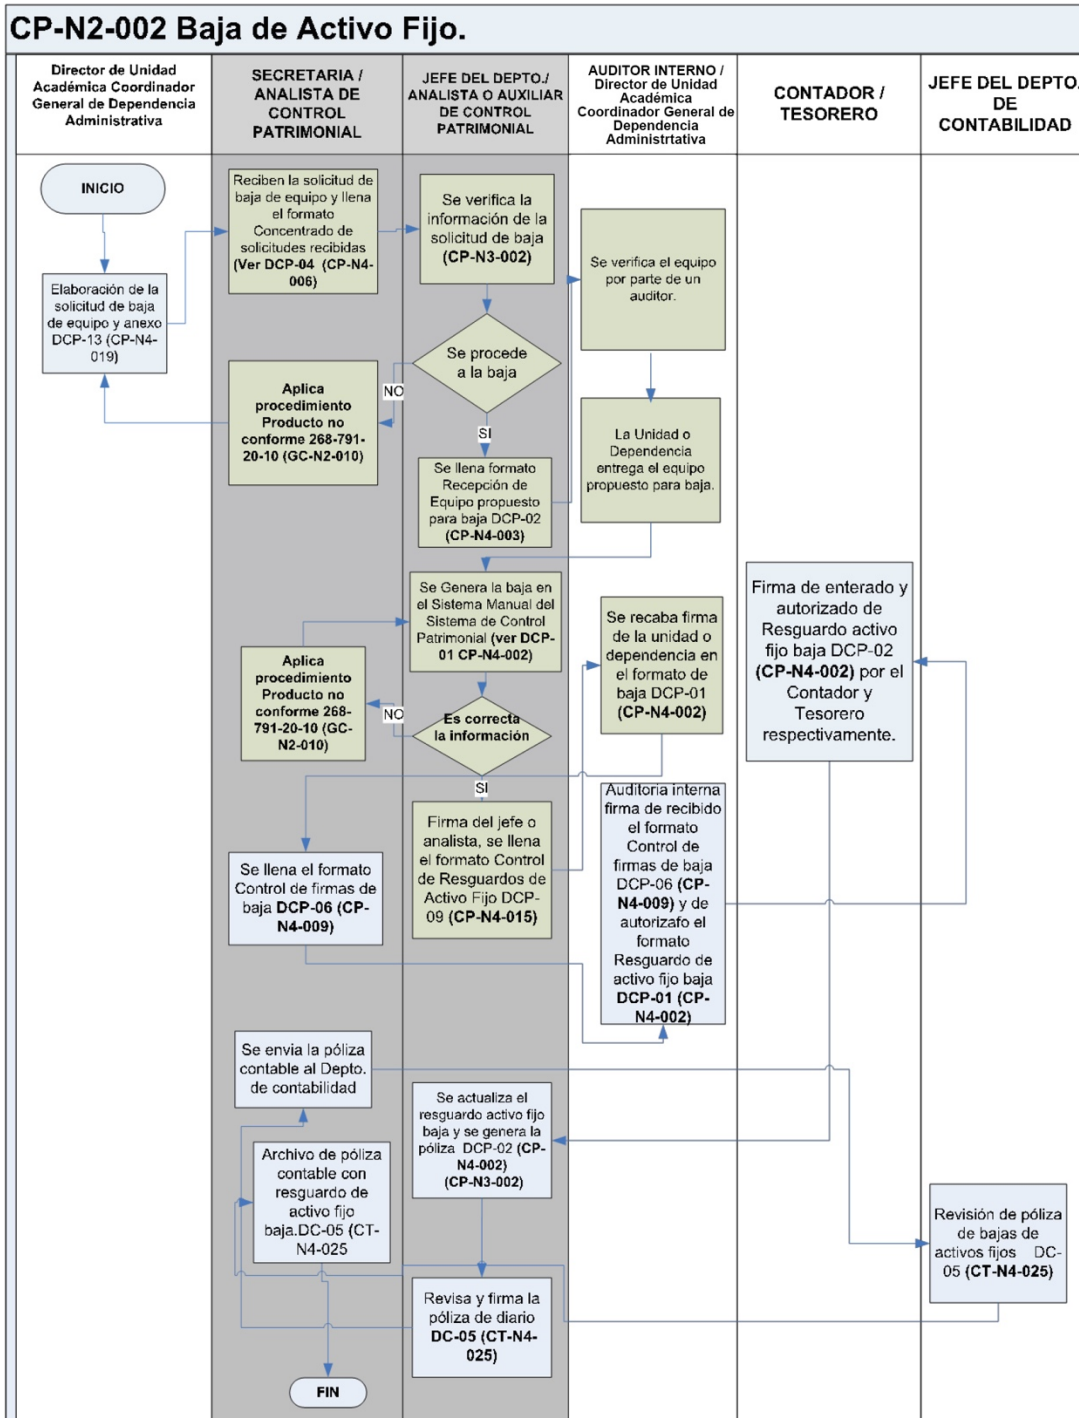 CP-N2-002 Baja de Activo Fijo.
Director de Unidad
Académica Coordinador
General de Dependencia
Administrativa
SECRETARIA /
ANALISTA DE
CONTROL
PATRIMONIAL
JEFE DEL DEPTO./
ANALISTA O AUXILIAR
DE CONTROL
PATRIMONIAL
AUDITOR INTERNO /
Director de Unidad
Académica
Coordinador General de
Dependencia
Administrtativa
CONTADOR /
TESORERO
JEFE DEL DEPTO.
DE
CONTABILIDAD
INICIO
Elaboración de la
solicitud de baja
de equipo y anexo
DCP-13 (CP-N4-
019)
Reciben la solicitud de
baja de equipo y llena
el formato
Concentrado de
solicitudes recibidas
(Ver DCP-04 (CP-N4-
006)
Se verifica la
información de la
solicitud de baja
(CP-N3-002)
Se procede
a la baja
NO
Aplica
procedimiento
Producto no
conforme 268-791-
20-10 (GC-N2-010)
SI
Se llena formato
Recepción de
Equipo propuesto
para baja DCP-02
(CP-N4-003)
Se verifica el equipo
por parte de un
auditor.
La Unidad o
Dependencia
entrega el equipo
propuesto para baja.
Se Genera la baja en
el Sistema Manual del
Sistema de Control
Patrimonial (ver DCP-
01 CP-N4-002)
Es correcta
la información
NO
Aplica
procedimiento
Producto no
conforme 268-
791-20-10 (GC-
N2-010)
SI
Firma del jefe o
analista, se llena
el formato Control
de Resguardos de
Activo Fijo DCP-
09 (CP-N4-015)
Se recaba firma
de la unidad o
dependencia en
el formato de
baja DCP-01
(CP-N4-002)
Se llena el formato
Control de firmas de
baja DCP-06 (CP-
N4-009)
Auditoria interna
firma de recibido
el formato
Control de
firmas de baja
DCP-06 (CP-
N4-009) y de
autorizafo el
formato
Resguardo de
activo fijo baja
DCP-01 (CP-
N4-002)
Firma de enterado y
autorizado de
Resguardo activo
fijo baja DCP-02
(CP-N4-002) por el
Contador y
Tesorero
respectivamente.
Se actualiza el
resguardo activo fijo
baja y se genera la
póliza DCP-02 (CP-
N4-002)
(CP-N3-002)
Revisa y firma la
póliza de diario
DC-05 (CT-N4-
025)
Se envia la póliza
contable al Depto.
de contabilidad
Revisión de póliza
de bajas de
activos fijos DC-
05 (CT-N4-025)
Archivo de póliza
contable con
resguardo de
activo fijo
baja.DC-05 (CT-
N4-025
FIN